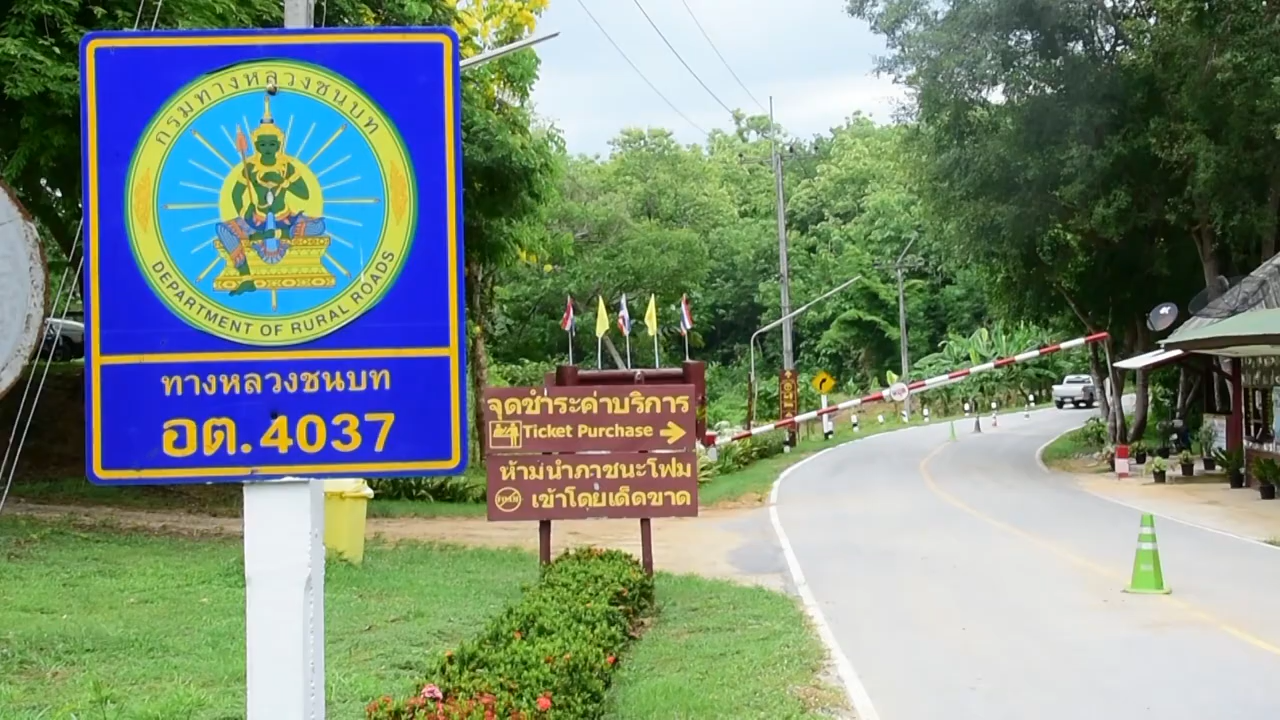 กรมทางหลวงชนบท
DEPARTMENT OF RURAL ROADS
ทางหลวงชนบท
อต.4037
จุดชำระค่าบริการ
Ticket Purchase
ห้ามนำภาชนะโฟม
FOAM
เข้าโดยเด็ดขาด